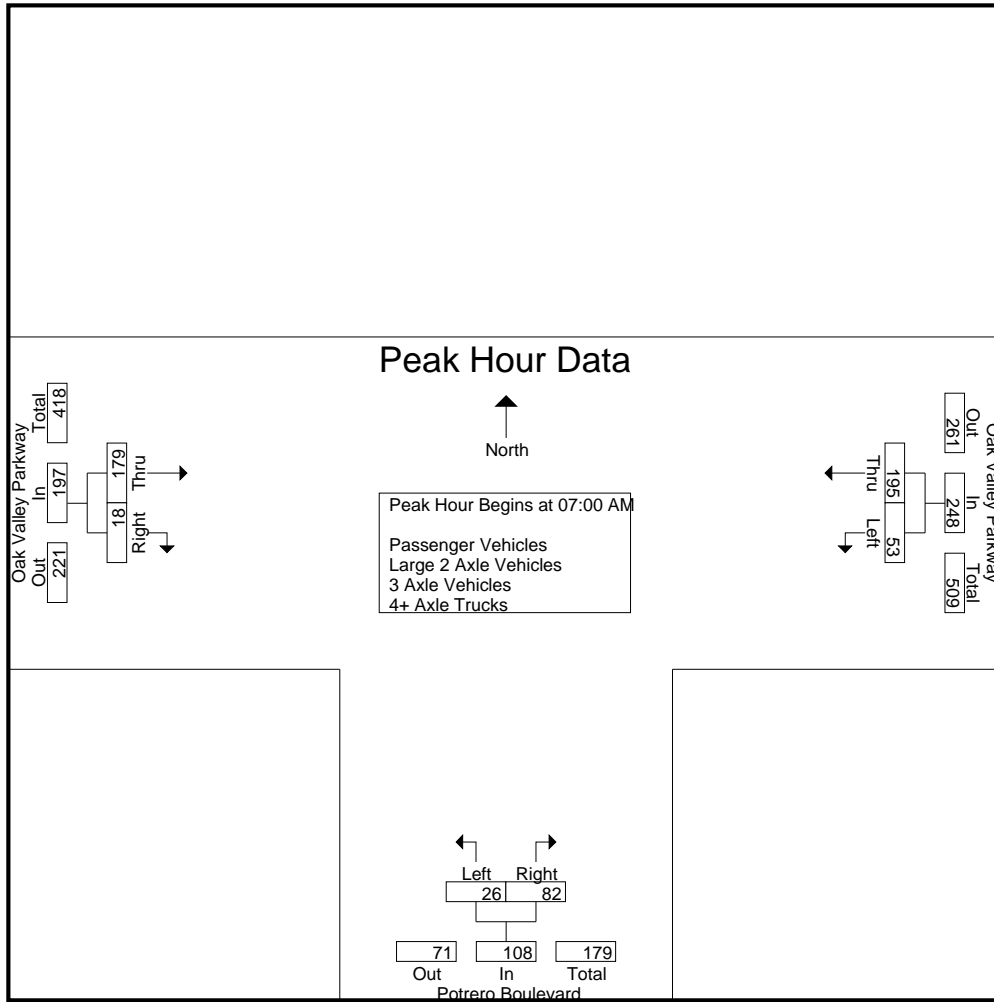 Peak Hour Data
North
Peak Hour Begins at 07:00 AM
Passenger Vehicles
Large 2 Axle Vehicles
3 Axle Vehicles
4+ Axle Trucks
Oak Valley Parkway
Total
418
In
197
Out
221
179
Thru
18
Right
Oak Valley Parkway
Out
261
In
248
Total
509
195
Thru
53
Left
Left
Right
26
82
71
108
179
Out
In
Total
Potrero Boulevard